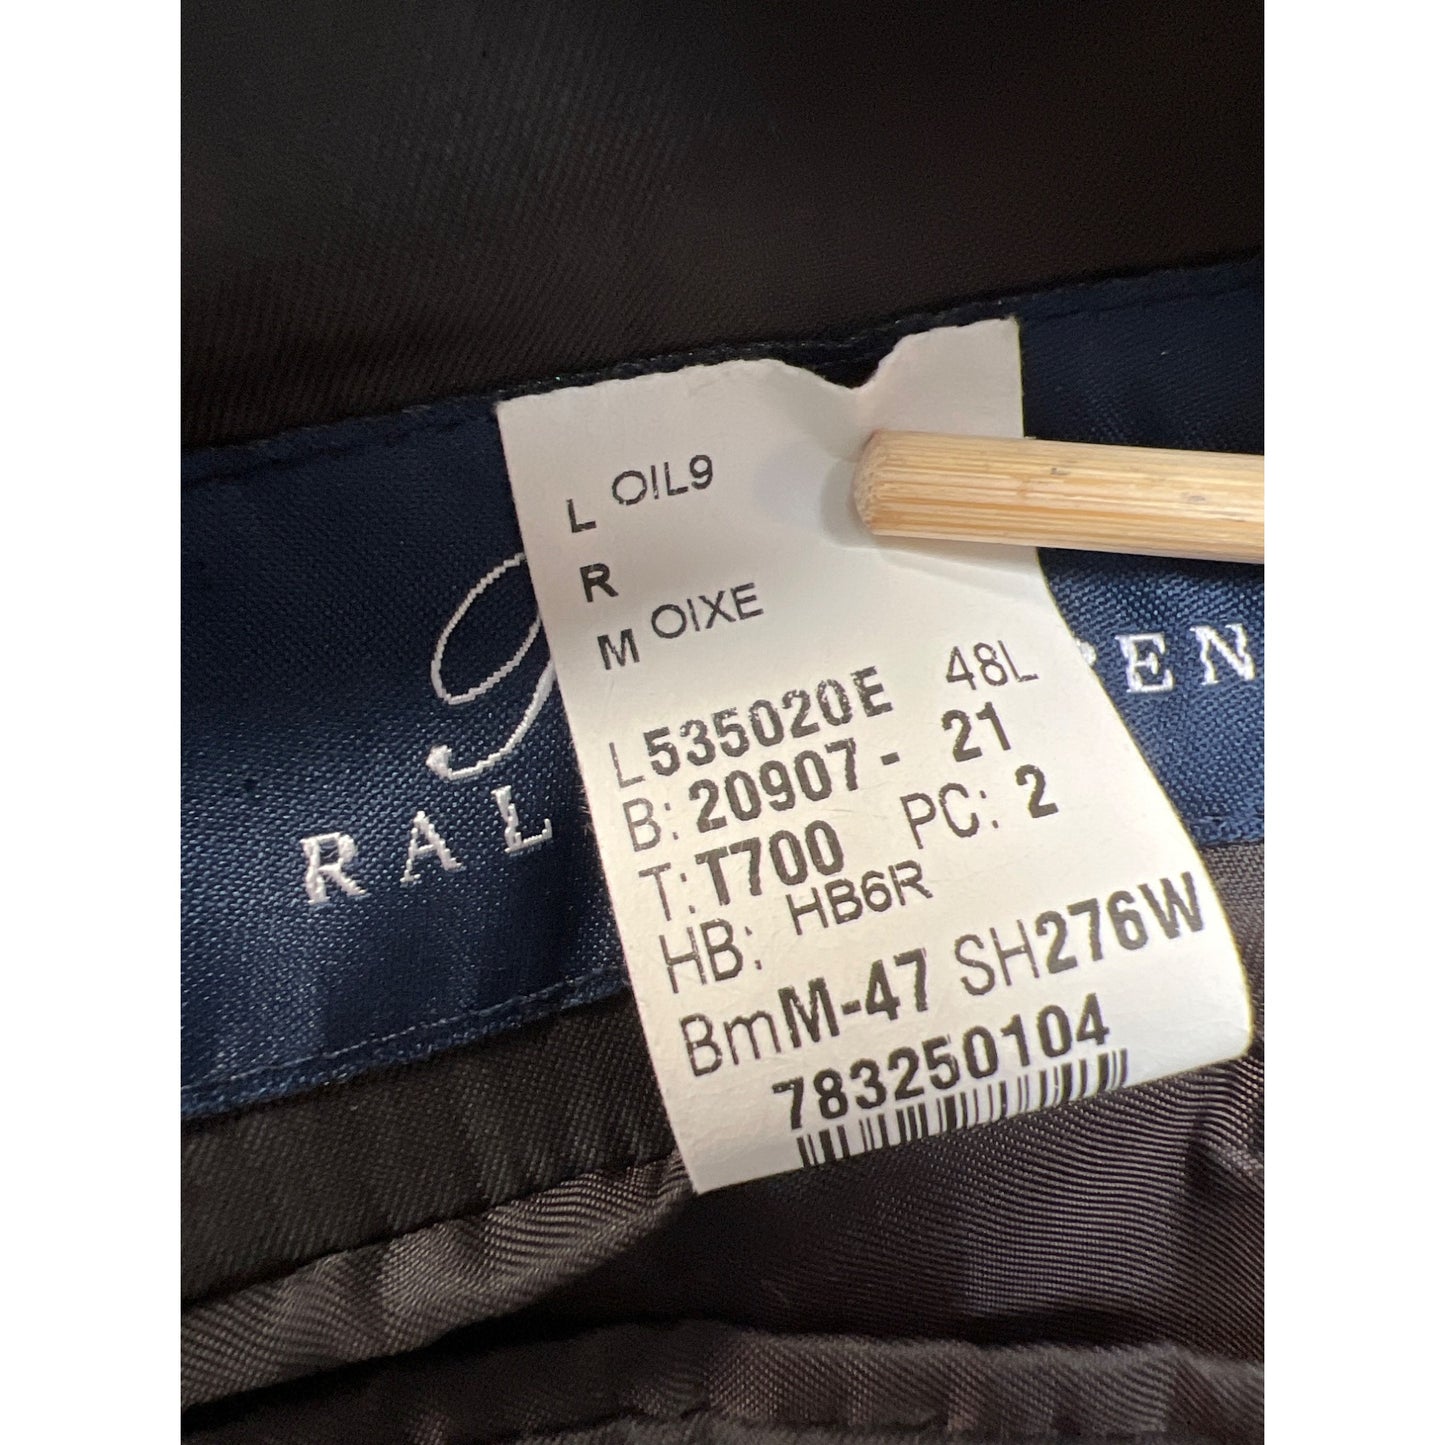 L OIL9
R
M OIXE
L535020E 48L
B: 20907- 21
T: T700 PC: 2
HB: HB6R
BmM-47 SH276W
783250104
RAL
EN